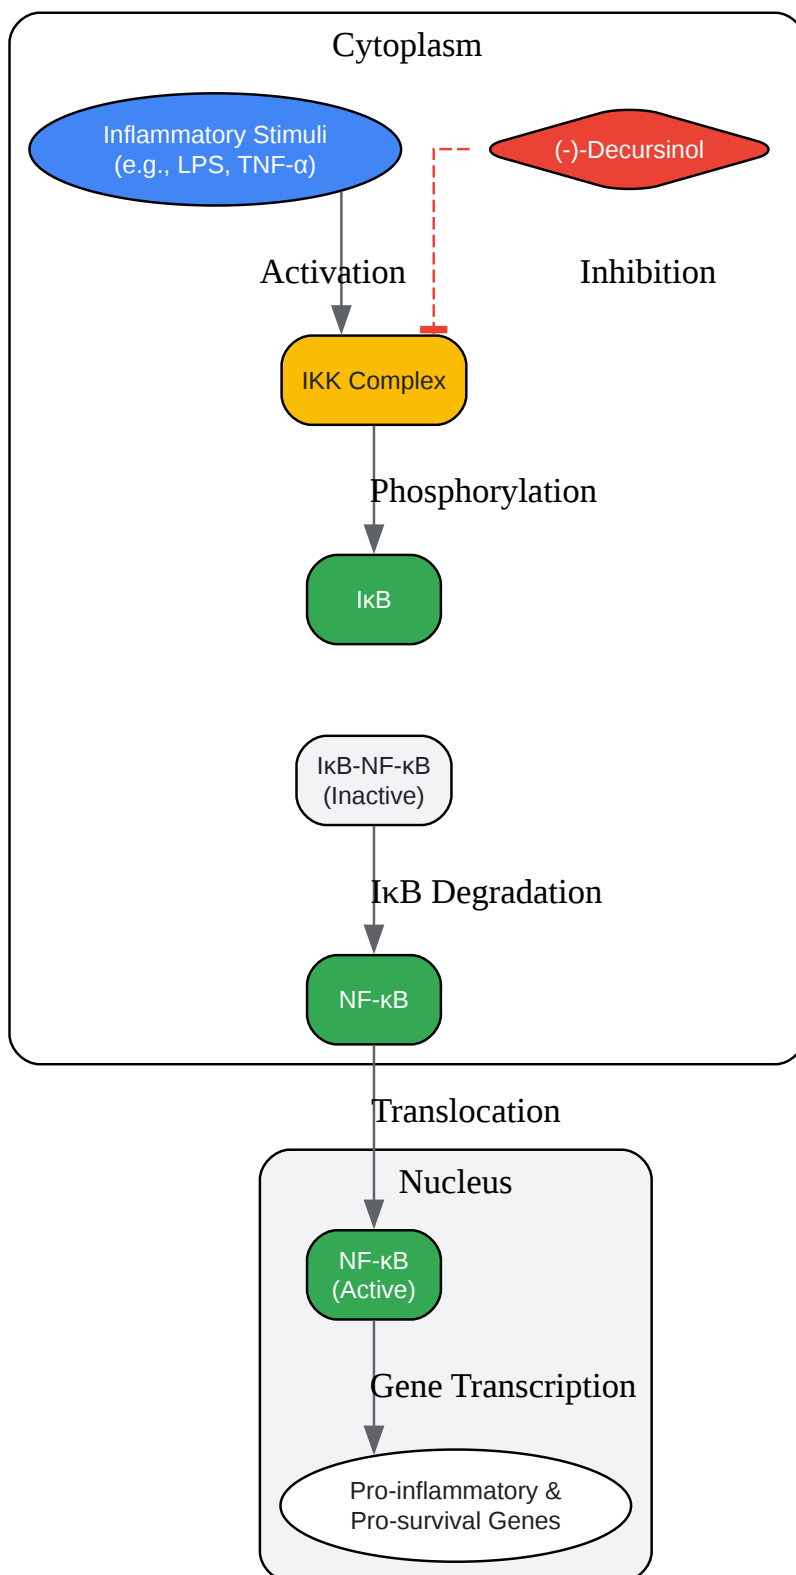 Cytoplasm
Inflammatory Stimuli
(e.g., LPS, TNF-α)
(-)-Decursinol
Activation
Inhibition
IKK Complex
Phosphorylation
IκB
IκB-NF-κB
(Inactive)
IκB Degradation
NF-κB
Translocation
Nucleus
NF-κB
(Active)
Gene Transcription
Pro-inflammatory &
Pro-survival Genes